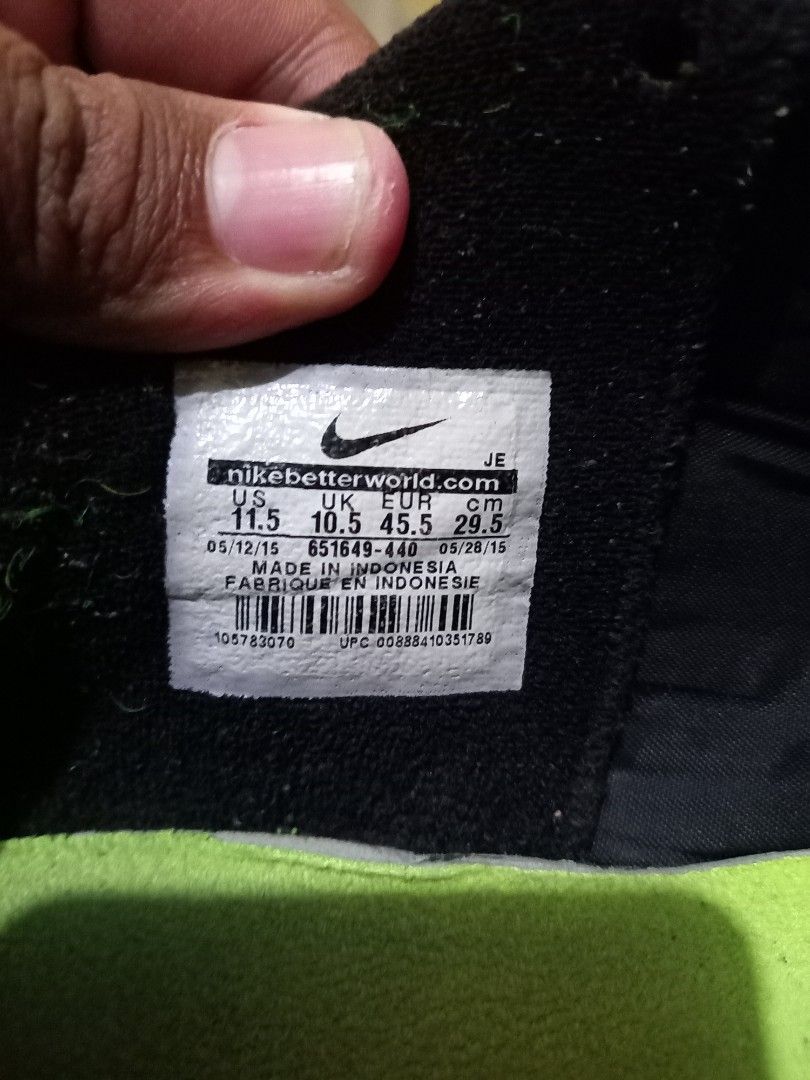 JE
nikebetterworld.com
US UK EUR cm
11.5 10.5 45.5 29.5
05/12/15 651649-440 05/28/15
MADE IN INDONESIA
FABRIQUE EN INDONESIE
105783070 UPC 00888410351789